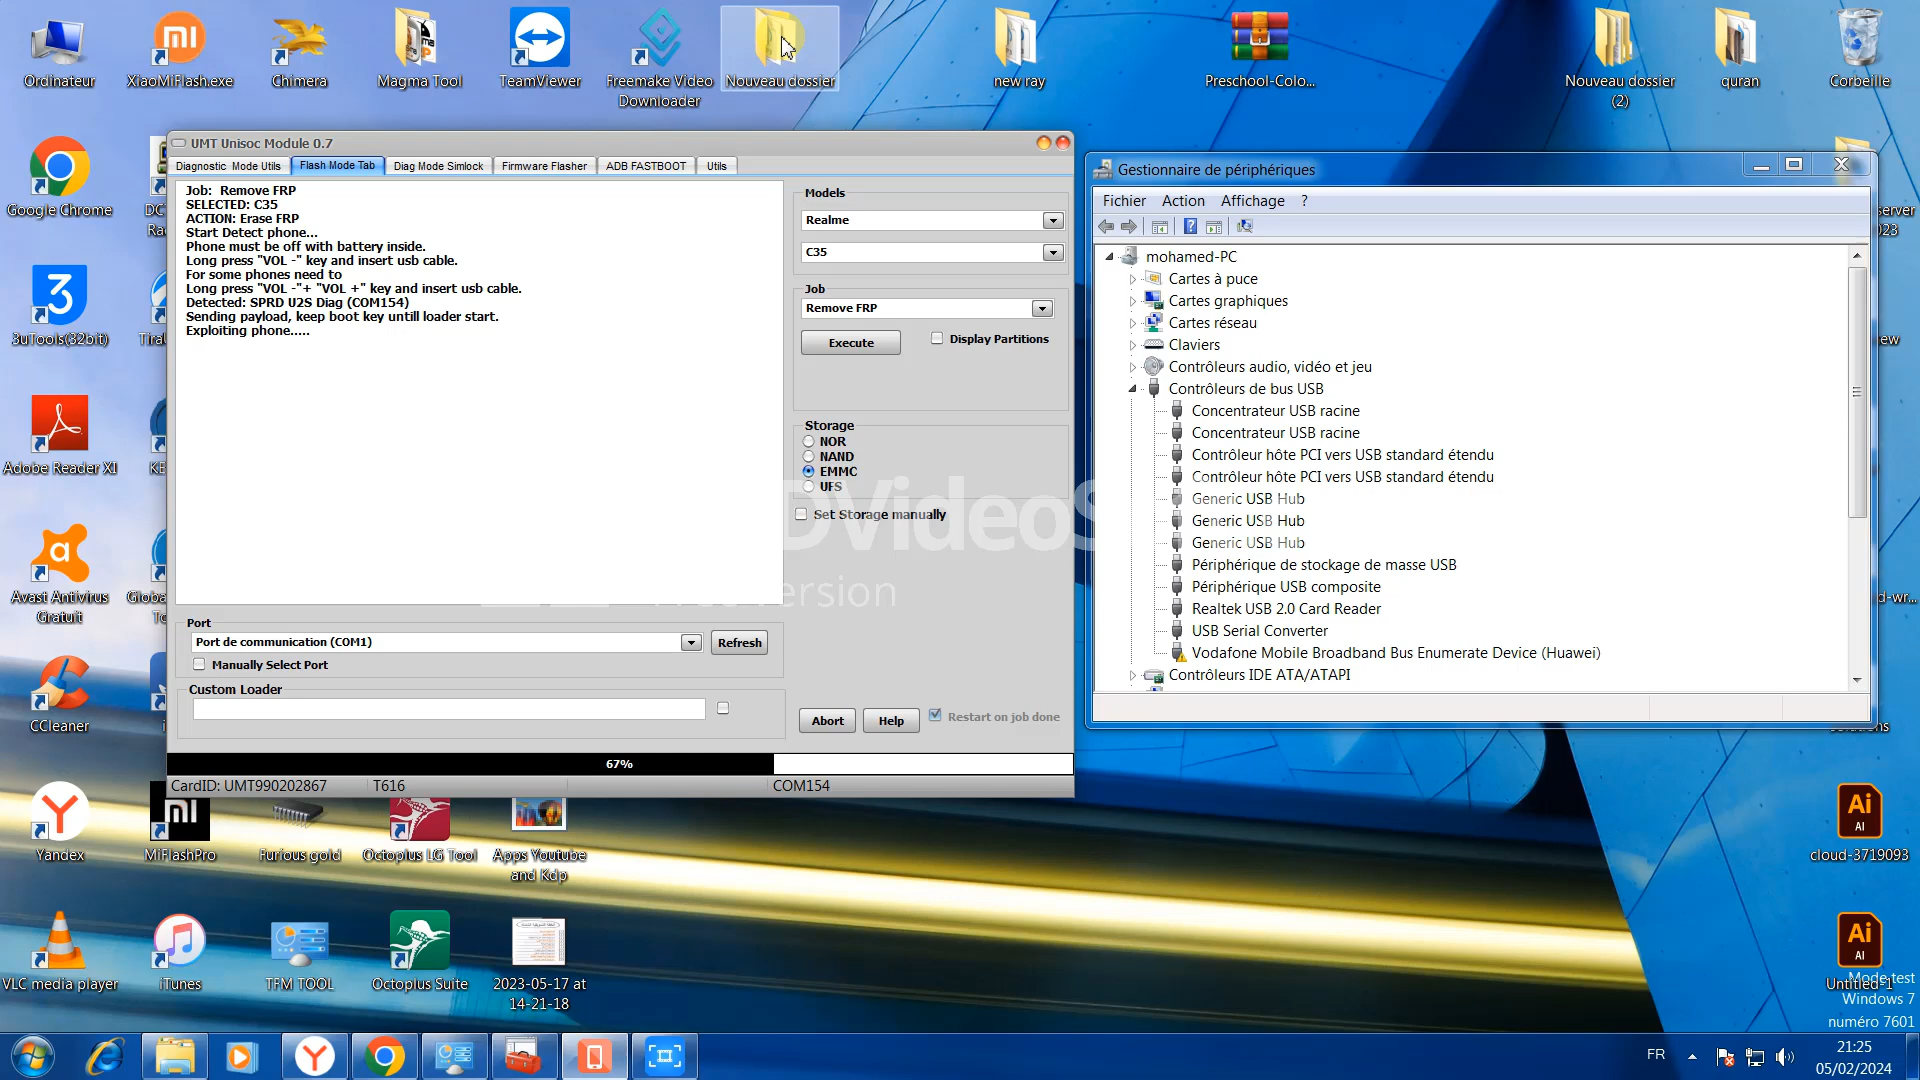 Ordinateur
XiaoMiFlash.exe
Chimera
Magma Tool
TeamViewer
Freemake Video
Downloader
Nouveau dossier
new ray
Preschool-Colo...
Nouveau dossier
(2)
quran
Corbeille
Google Chrome
3uTools(32bit)
Adobe Reader XI
Avast Antivirus
Gratuit
CCleaner
Yandex
MiFlashPro
Furious gold
Octoplus LG Tool
Apps Youtube
and Kdp
VLC media player
iTunes
TFM TOOL
Octoplus Suite
2023-05-17 at
14-21-18
cloud-3719093
Untitled-1
UMT Unisoc Module 0.7
Diagnostic Mode Utils
Flash Mode Tab
Diag Mode Simlock
Firmware Flasher
ADB FASTBOOT
Utils
Job: Remove FRP
SELECTED: C35
ACTION: Erase FRP
Start Detect phone...
Phone must be off with battery inside.
Long press "VOL -" key and insert usb cable.
For some phones need to
Long press "VOL -"+ "VOL +" key and insert usb cable.
Detected: SPRD U2S Diag (COM154)
Sending payload, keep boot key untill loader start.
Exploiting phone.....
Models
Realme
C35
Job
Remove FRP
Execute
Display Partitions
Storage
NOR
NAND
EMMC
UFS
Set Storage manually
Port
Port de communication (COM1)
Refresh
Manually Select Port
Custom Loader
Abort
Help
Restart on job done
67%
CardID: UMT990202867
T616
COM154
Gestionnaire de périphériques
Fichier
Action
Affichage
?
mohamed-PC
Cartes à puce
Cartes graphiques
Cartes réseau
Claviers
Contrôleurs audio, vidéo et jeu
Contrôleurs de bus USB
Concentrateur USB racine
Concentrateur USB racine
Contrôleur hôte PCI vers USB standard étendu
Contrôleur hôte PCI vers USB standard étendu
Generic USB Hub
Generic USB Hub
Generic USB Hub
Périphérique de stockage de masse USB
Périphérique USB composite
Realtek USB 2.0 Card Reader
USB Serial Converter
Vodafone Mobile Broadband Bus Enumerate Device (Huawei)
Contrôleurs IDE ATA/ATAPI
Mode test
Windows 7
numéro 7601
FR
21:25
05/02/2024